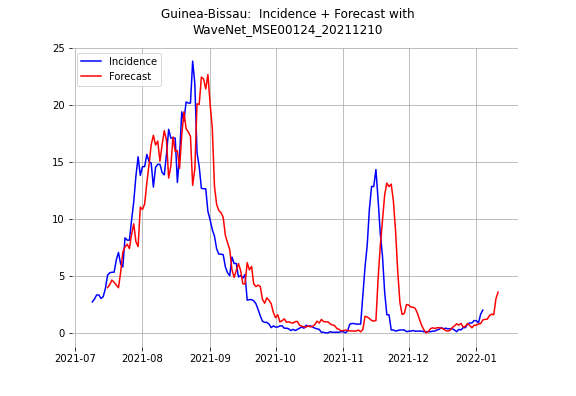 Guinea-Bissau:  Incidence + Forecast with
WaveNet_MSE00124_20211210
Incidence
Forecast
25
20
15
10
5
0
2021-07 2021-08 2021-09 2021-10 2021-11 2021-12 2022-01